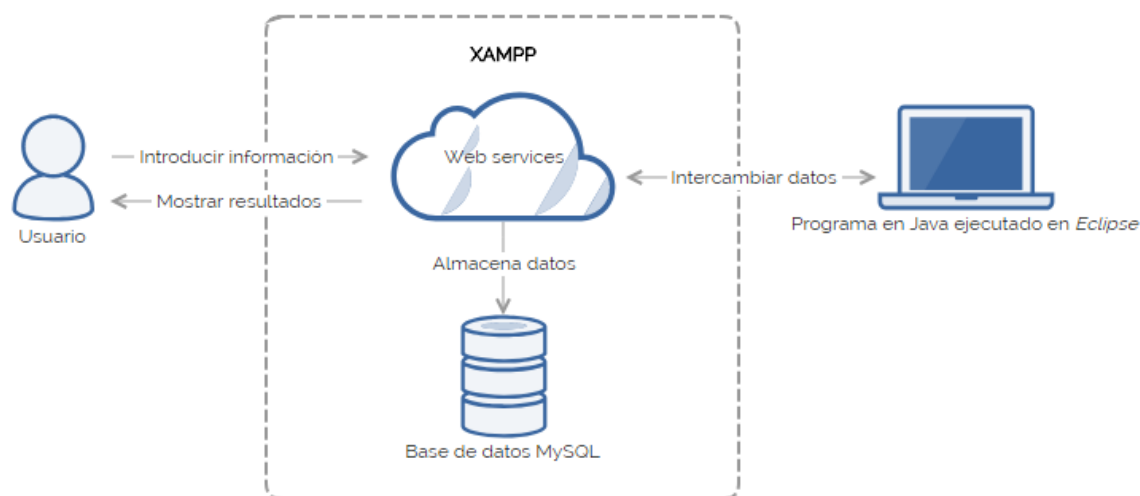 XAMPP
Introducir información
Web services
Intercambiar datos
Mostrar resultados
Usuario
Programa en Java ejecutado en Eclipse
Almacena datos
Base de datos MySQL